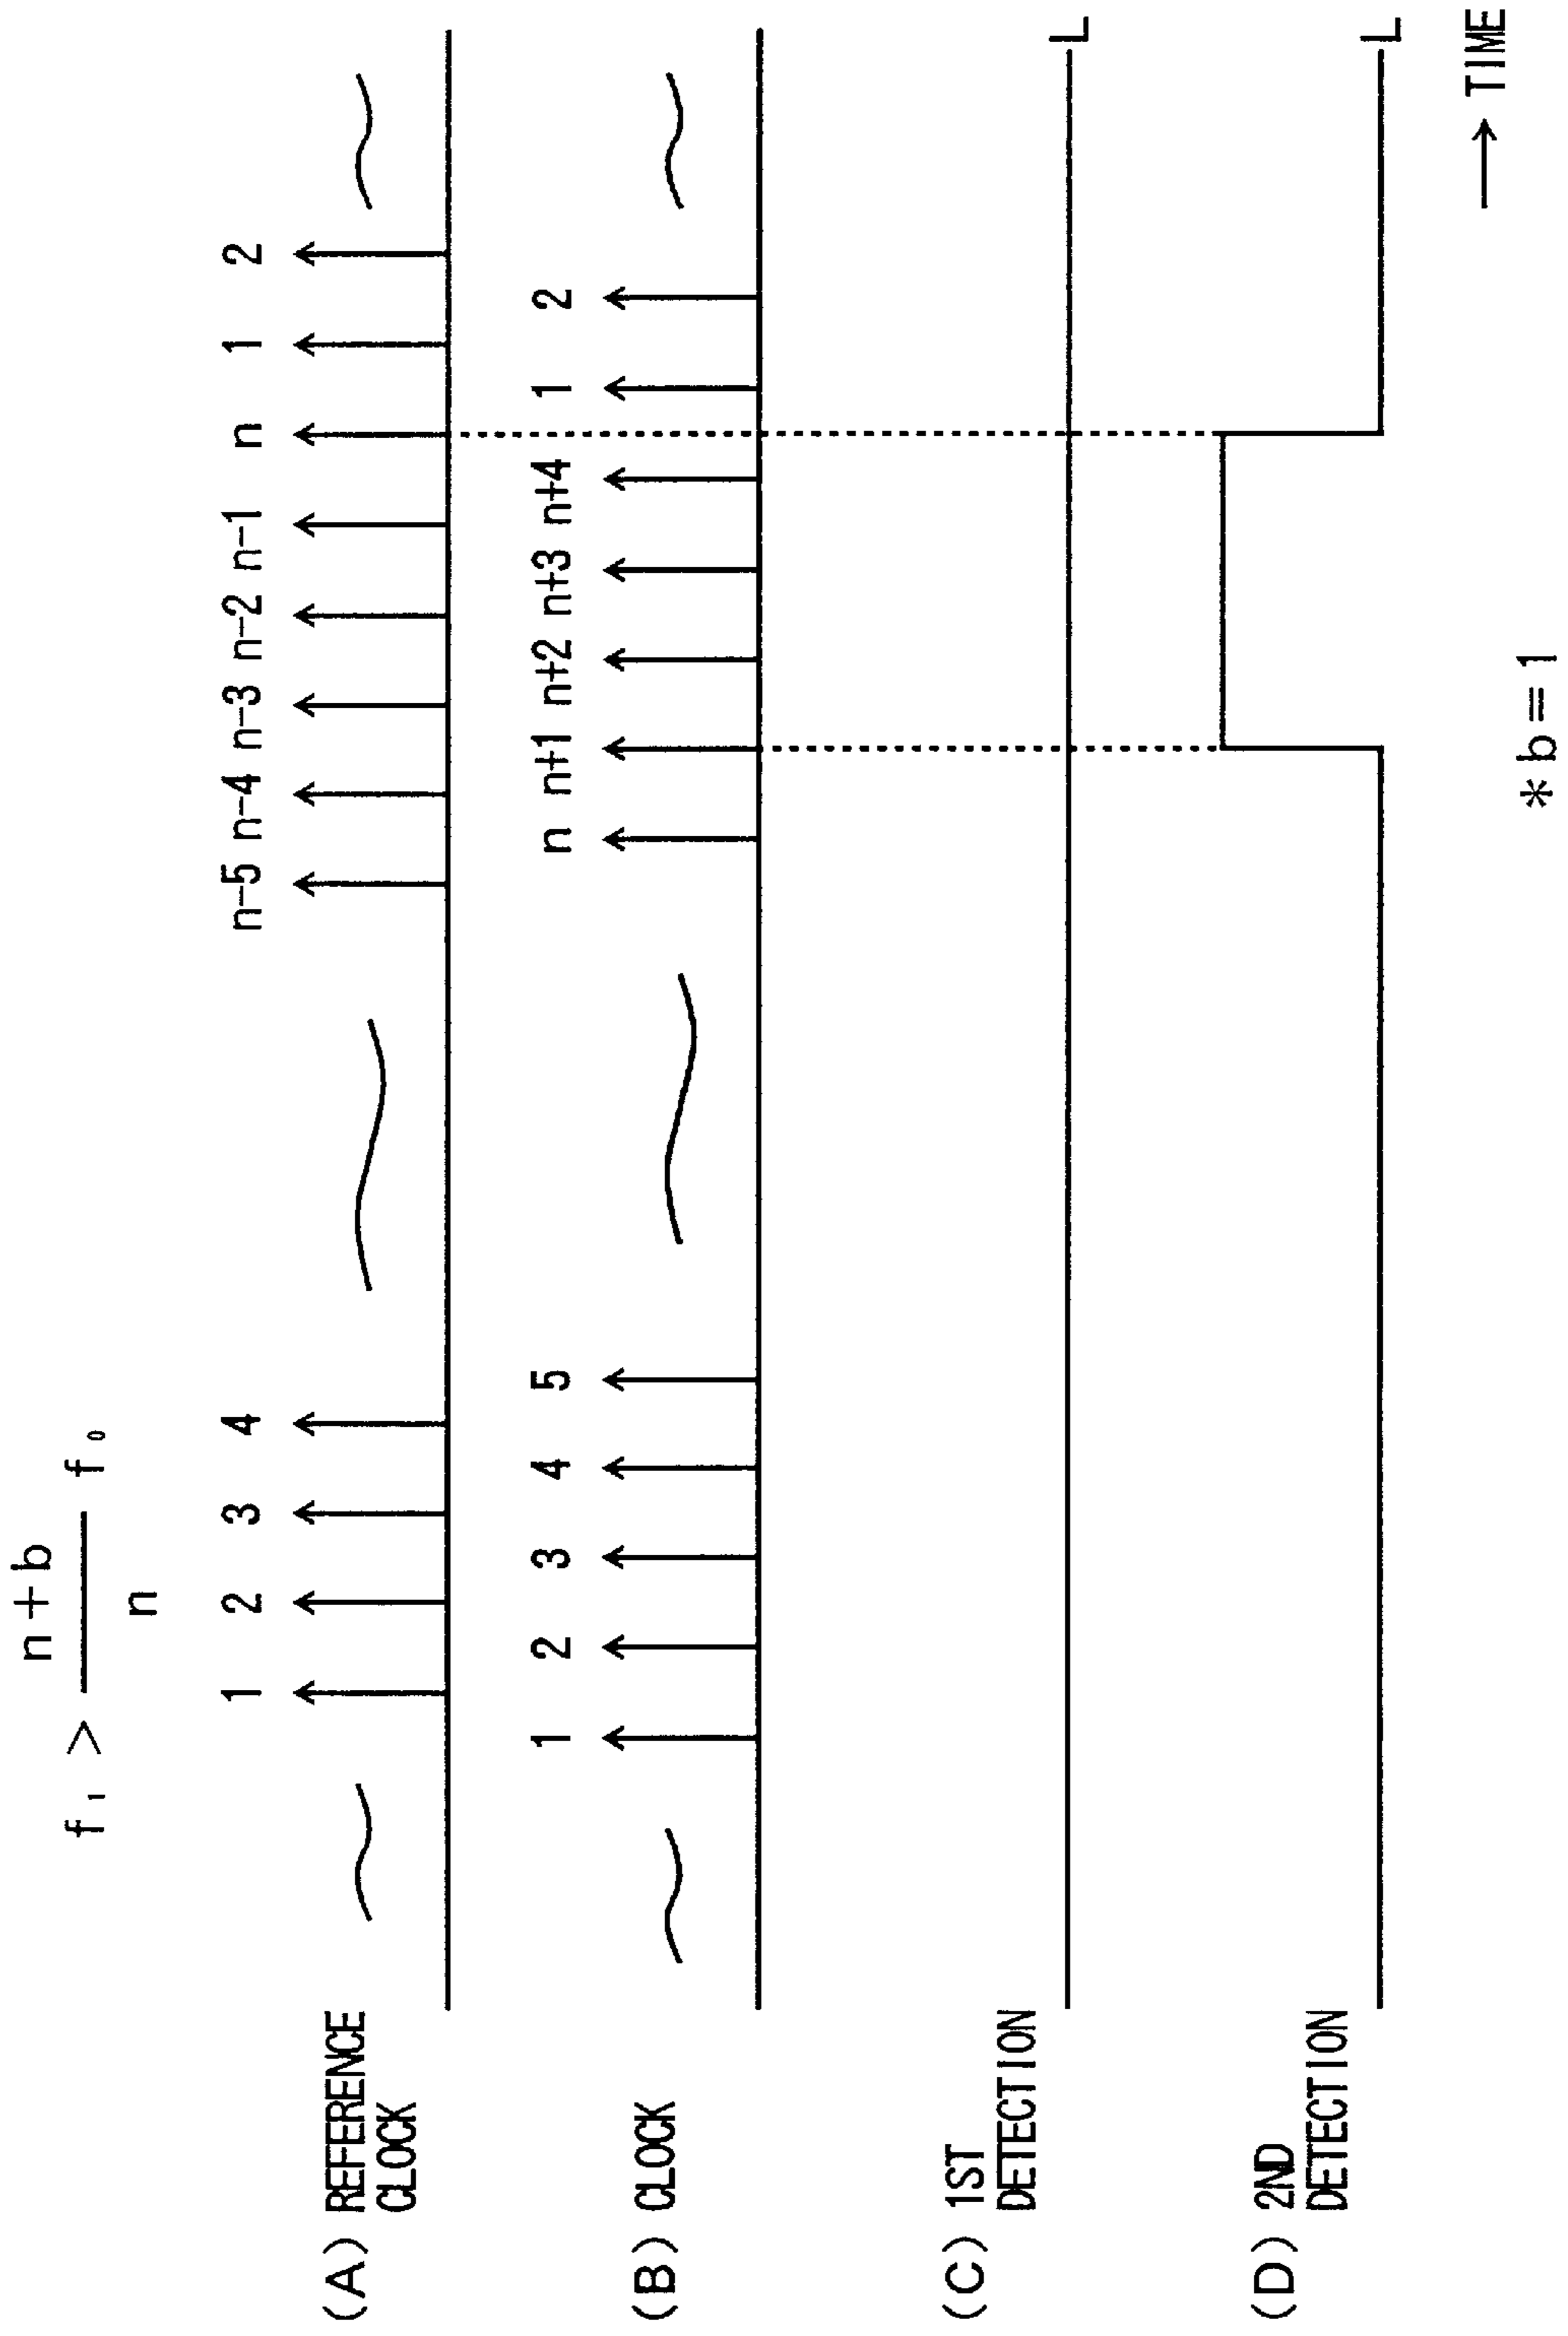 n+b
f₁ > ―― f₀
n
1 2 3 4 n-5 n-4 n-3 n-2 n-1 n 1 2
(A) REFERENCE
CLOCK
1 2 3 4 5 n n+1 n+2 n+3 n+4 1 2
(B) CLOCK
(C) 1ST
DETECTION
L
(D) 2ND
DETECTION
L
→ TIME
*b=1